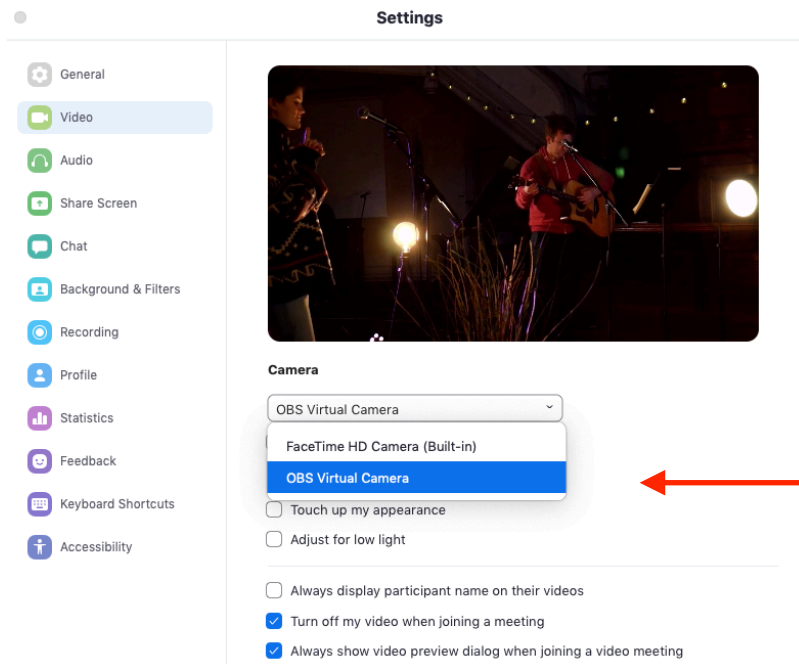 Settings
General
Video
Audio
Share Screen
Chat
Background & Filters
Recording
Profile
Statistics
Feedback
Keyboard Shortcuts
Accessibility
Camera
OBS Virtual Camera
FaceTime HD Camera (Built-in)
OBS Virtual Camera
Touch up my appearance
Adjust for low light
Always display participant name on their videos
Turn off my video when joining a meeting
Always show video preview dialog when joining a video meeting